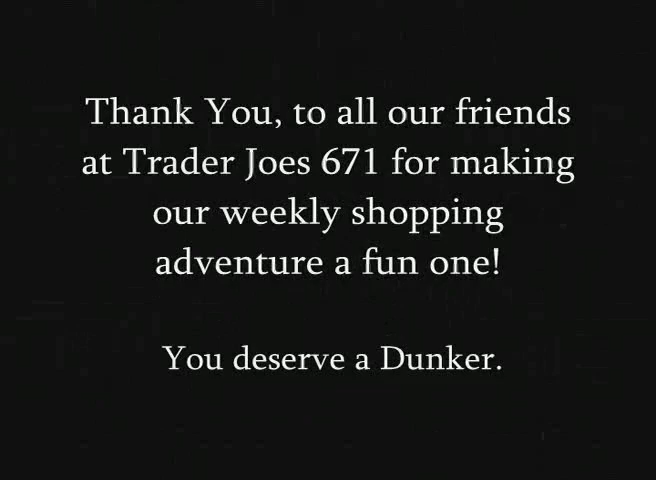 Thank You, to all our friends
at Trader Joes 671 for making
our weekly shopping
adventure a fun one!
You deserve a Dunker.